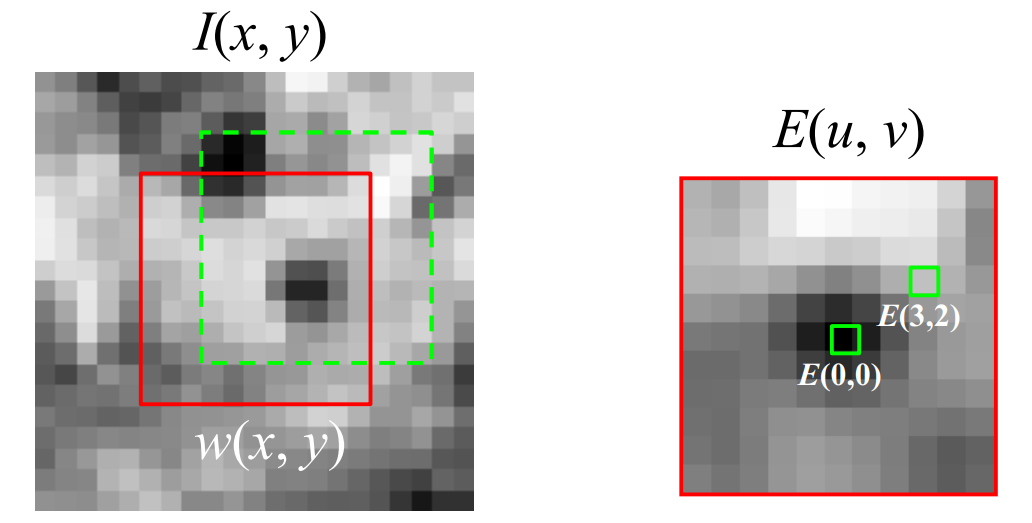 I(x, y)
E(u, v)
E(3,2)
E(0,0)
w(x, y)